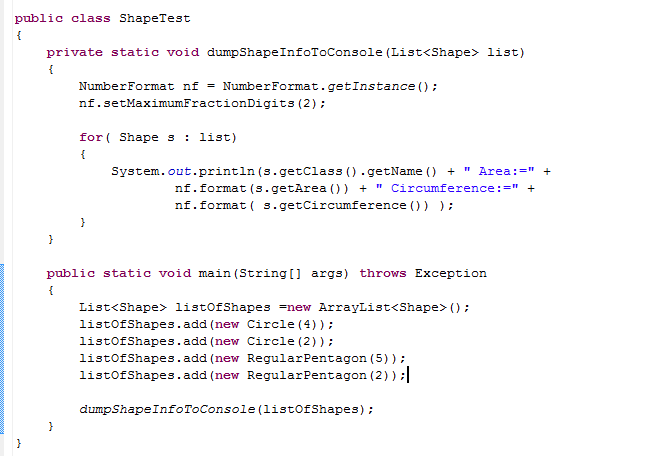 public class ShapeTest
{
    private static void dumpShapeInfoToConsole(List<Shape> list)
    {
        NumberFormat nf = NumberFormat.getInstance();
        nf.setMaximumFractionDigits(2);

        for( Shape s : list)
        {
            System.out.println(s.getClass().getName() + " Area:=" +
                    nf.format(s.getArea()) + " Circumference:=" +
                    nf.format( s.getCircumference()) );
        }
    }

    public static void main(String[] args) throws Exception
    {
        List<Shape> listOfShapes =new ArrayList<Shape>();
        listOfShapes.add(new Circle(4));
        listOfShapes.add(new Circle(2));
        listOfShapes.add(new RegularPentagon(5));
        listOfShapes.add(new RegularPentagon(2));

        dumpShapeInfoToConsole(listOfShapes);
    }
}